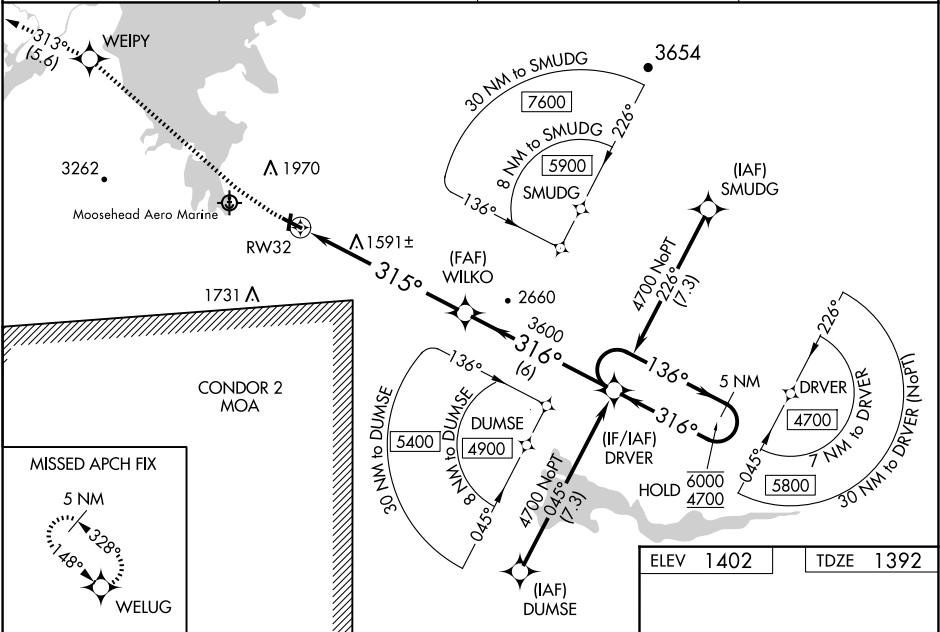 313°
(5.6)
WEIPY
3262
1970
Moosehead Aero Marine
RW32
1591±
1731
315°
(FAF)
WILKO
2660
3600
316°
(6)
30 NM to SMUDG
7600
8 NM to SMUDG
5900
SMUDG
226°
136°
3654
(IAF)
SMUDG
4700 NoPT
226°
(7.3)
136°
5 NM
316°
(IF/IAF)
DRVER
HOLD
6000
4700
226°
DRVER
4700
7 NM to DRVER
5800
30 NM to DRVER (NoPT)
045°
CONDOR 2
MOA
136°
30 NM to DUMSE
5400
8 NM to DUMSE
4900
DUMSE
045°
4700 NoPT
045°
(7.3)
(IAF)
DUMSE
MISSED APCH FIX
5 NM
328°
148°
WELUG
ELEV 1402
TDZE 1392